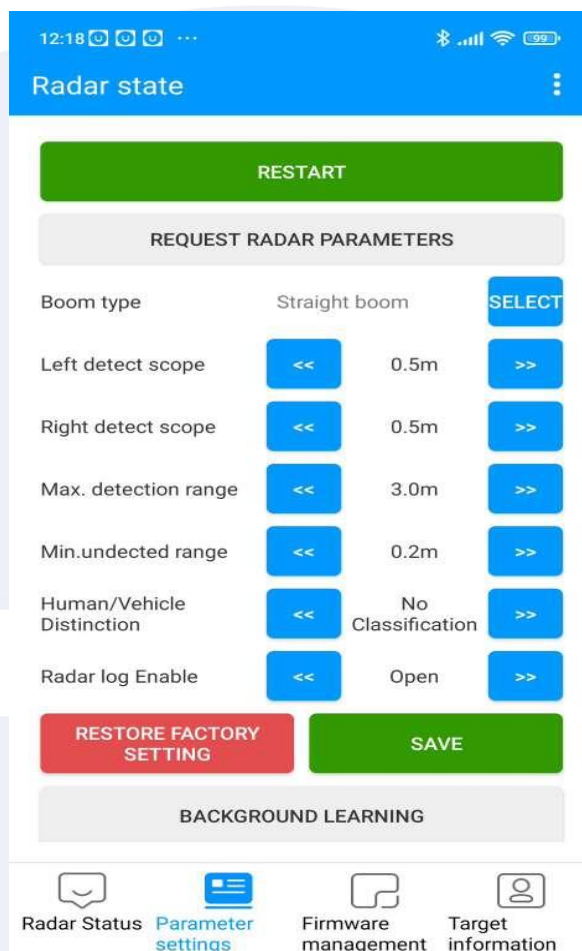 12:18 ... 99
Radar state
RESTART
REQUEST RADAR PARAMETERS
Boom type Straight boom SELECT
Left detect scope << 0.5m >>
Right detect scope << 0.5m >>
Max. detection range << 3.0m >>
Min.undected range << 0.2m >>
Human/Vehicle
Distinction << No
Classification >>
Radar log Enable << Open >>
RESTORE FACTORY
SETTING
SAVE
BACKGROUND LEARNING
Radar Status
Parameter
settings
Firmware
management
Target
information